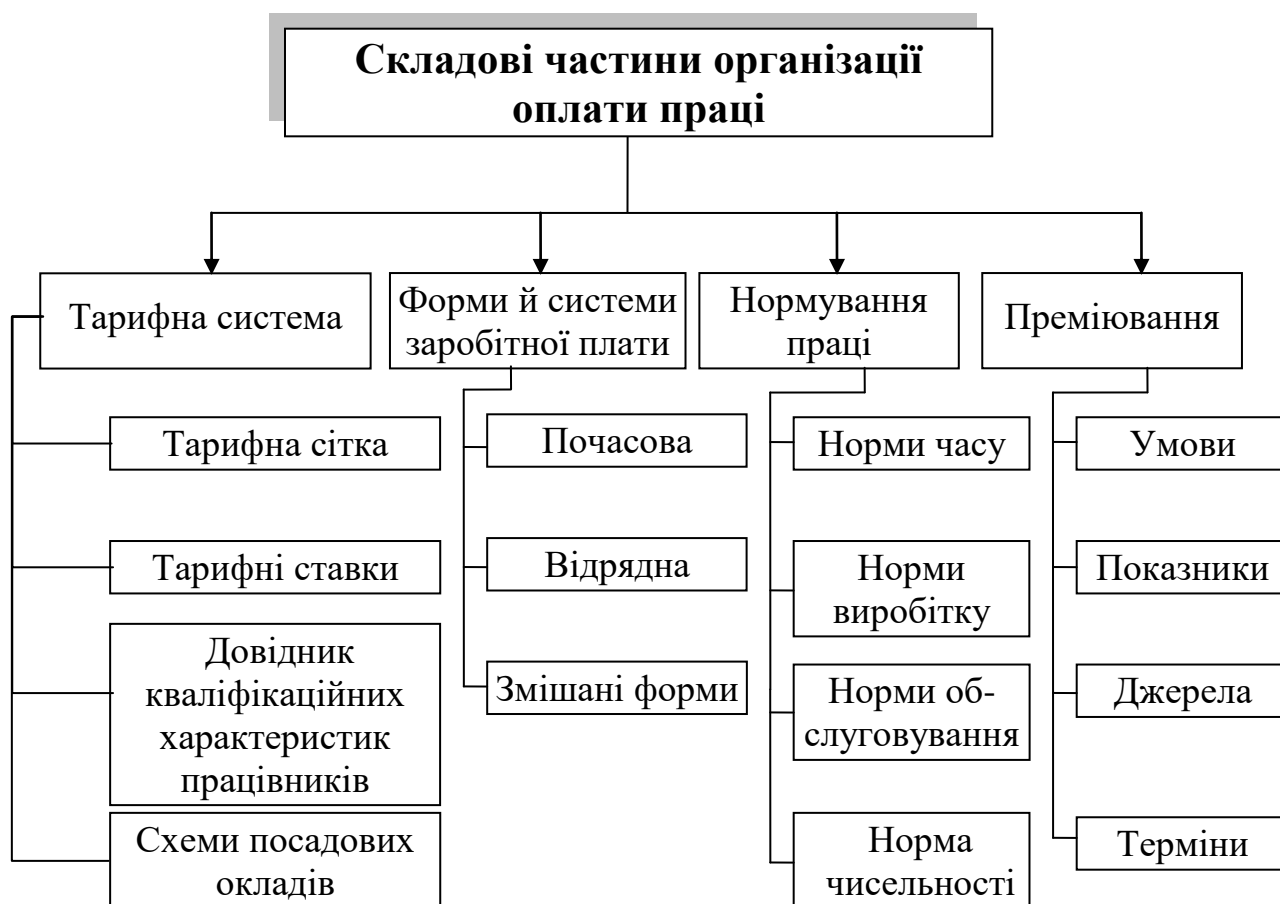 Складові частини організації
оплати праці
Тарифна система
Форми й системи
заробітної плати
Нормування
праці
Преміювання
Тарифна сітка
Тарифні ставки
Довідник
кваліфікаційних
характеристик
працівників
Схеми посадових
окладів
Почасова
Відрядна
Змішані форми
Норми часу
Норми
виробітку
Норми об-
слуговування
Норма
чисельності
Умови
Показники
Джерела
Терміни